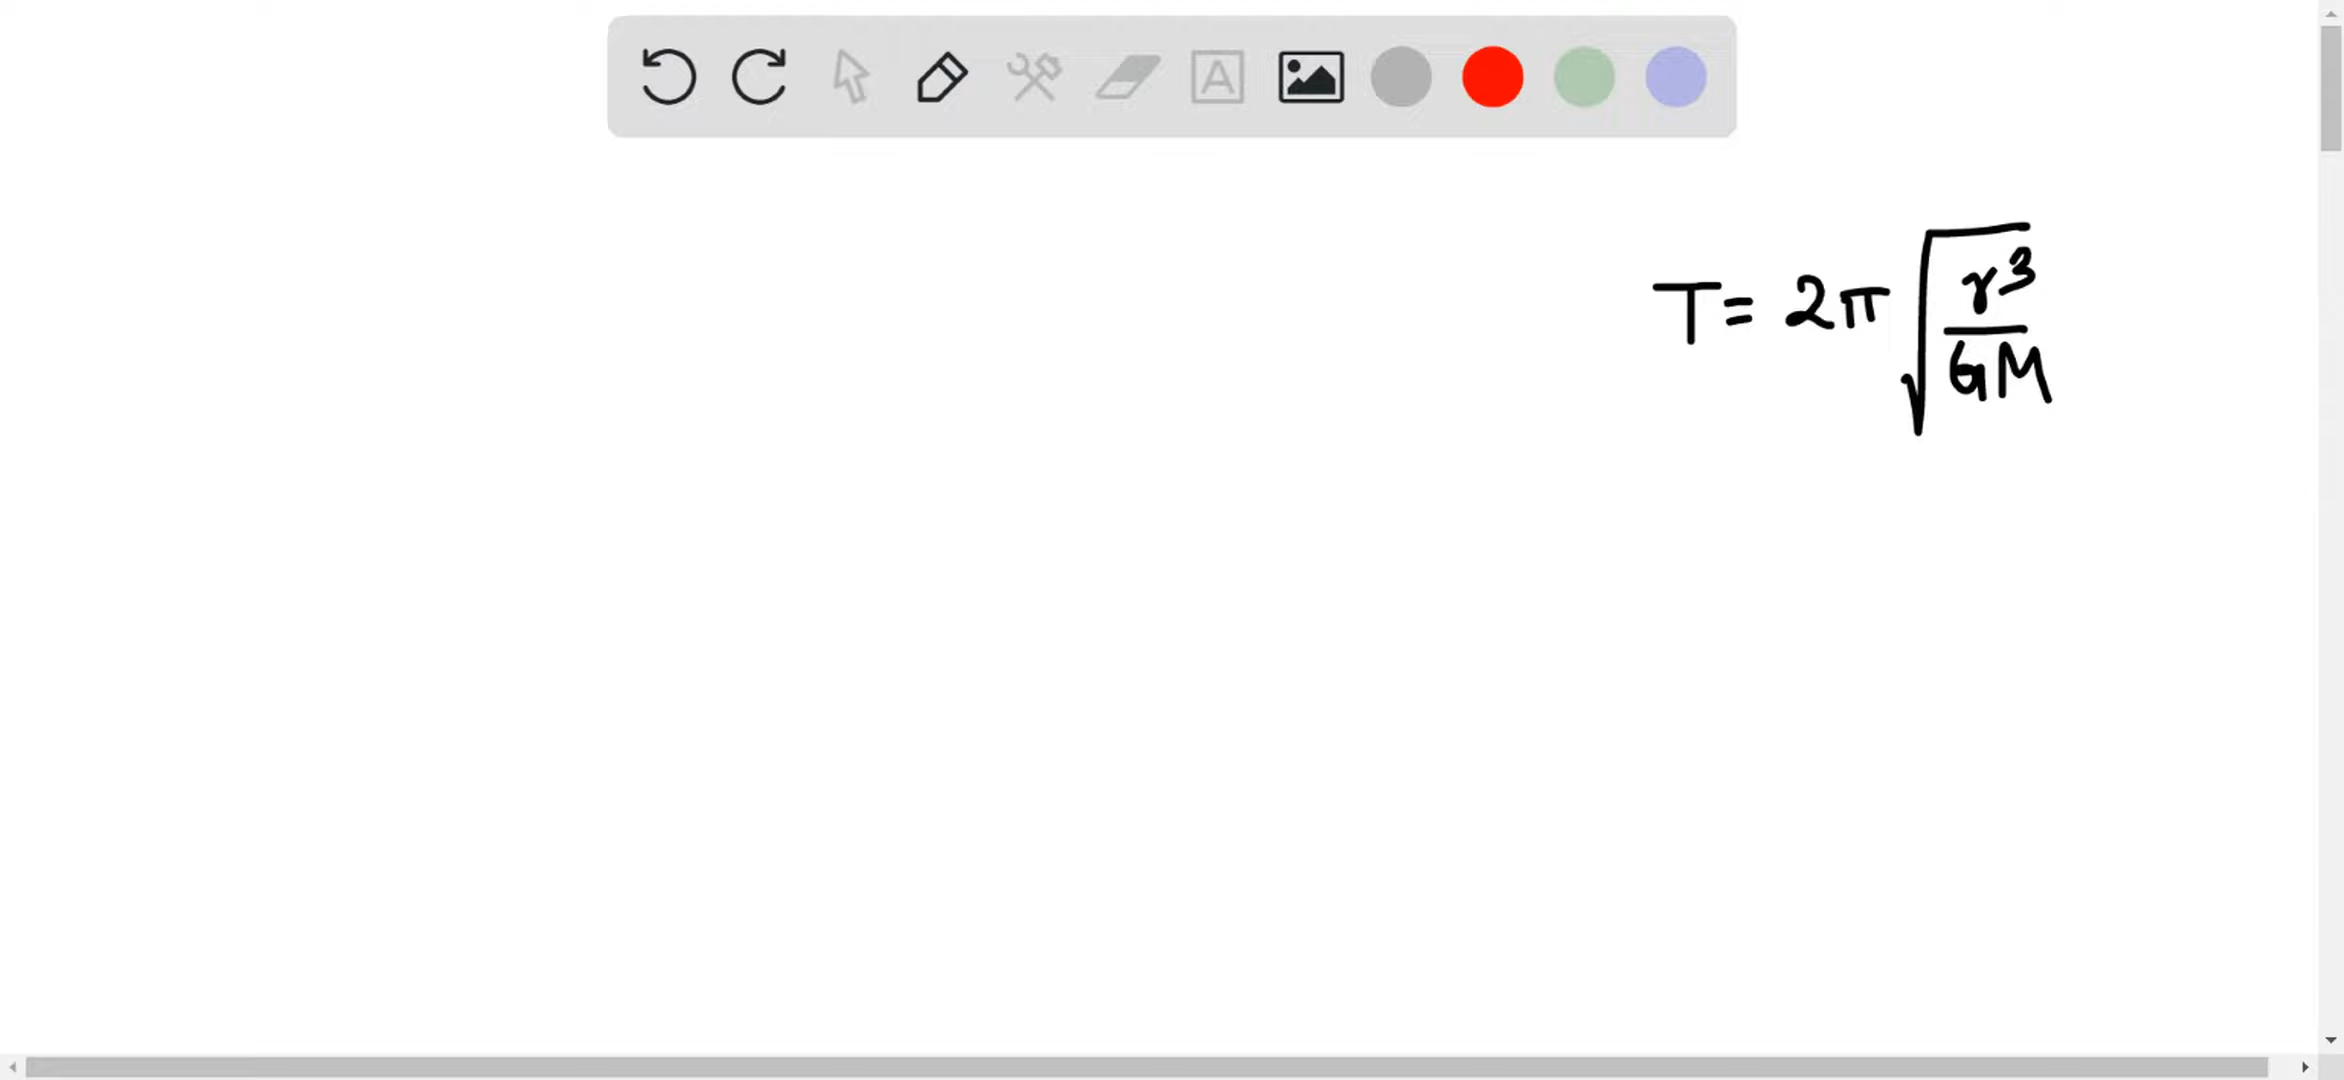 A
T = 2π √(r³/GM)